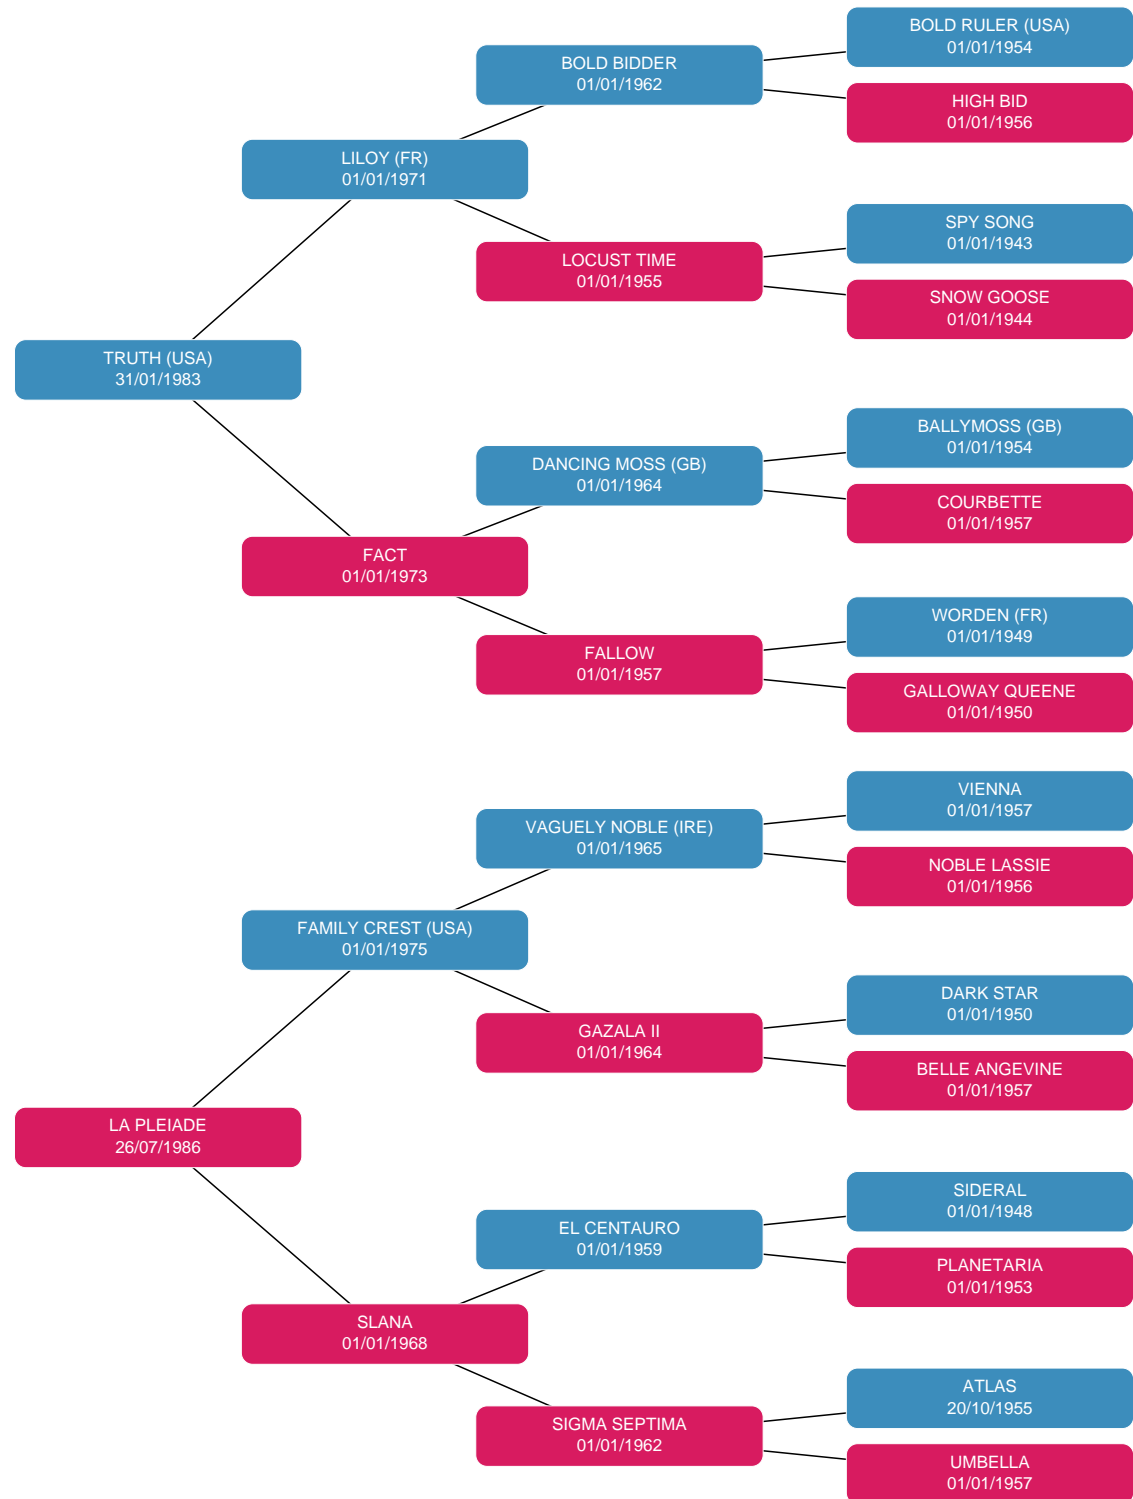 BOLD RULER (USA)
01/01/1954
BOLD BIDDER
01/01/1962
HIGH BID
01/01/1956
LILOY (FR)
01/01/1971
SPY SONG
01/01/1943
LOCUST TIME
01/01/1955
SNOW GOOSE
01/01/1944
TRUTH (USA)
31/01/1983
BALLYMOSS (GB)
01/01/1954
DANCING MOSS (GB)
01/01/1964
COURBETTE
01/01/1957
FACT
01/01/1973
WORDEN (FR)
01/01/1949
FALLOW
01/01/1957
GALLOWAY QUEENE
01/01/1950
VIENNA
01/01/1957
VAGUELY NOBLE (IRE)
01/01/1965
NOBLE LASSIE
01/01/1956
FAMILY CREST (USA)
01/01/1975
DARK STAR
01/01/1950
GAZALA II
01/01/1964
BELLE ANGEVINE
01/01/1957
LA PLEIADE
26/07/1986
SIDERAL
01/01/1948
EL CENTAURO
01/01/1959
PLANETARIA
01/01/1953
SLANA
01/01/1968
ATLAS
20/10/1955
SIGMA SEPTIMA
01/01/1962
UMBELLA
01/01/1957